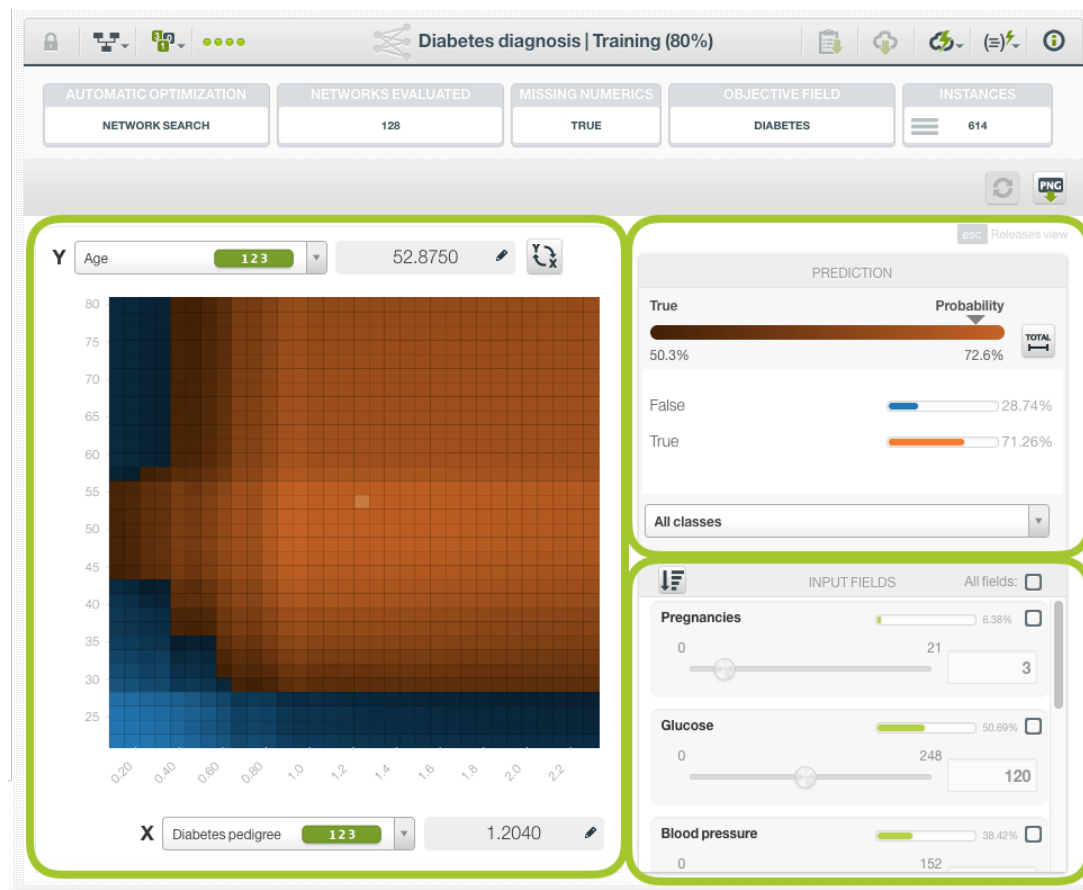 Diabetes diagnosis | Training (80%)
AUTOMATIC OPTIMIZATION
NETWORK SEARCH
NETWORKS EVALUATED
128
MISSING NUMERICS
TRUE
OBJECTIVE FIELD
DIABETES
INSTANCES
614
PNG
esc Releases view
Y Age 123 52.8750 Y X
80
75
70
65
60
55
50
45
40
35
30
25
0.20 0.40 0.60 0.80 1.0 1.2 1.4 1.6 1.8 2.0 2.2
X Diabetes pedigree 123 1.2040
PREDICTION
True Probability
TOTAL
50.3% 72.6%
False 28.74%
True 71.26%
All classes
INPUT FIELDS All fields:
Pregnancies 6.38%
0 21
3
Glucose 50.69%
0 248
120
Blood pressure 38.42%
0 152